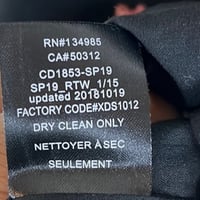 RN#134985
CA#50312
CD1853-SP19
SP19_RTW_1/15
updated 20181019
FACTORY CODE#XDS1012
DRY CLEAN ONLY
NETTOYER À SEC
SEULEMENT